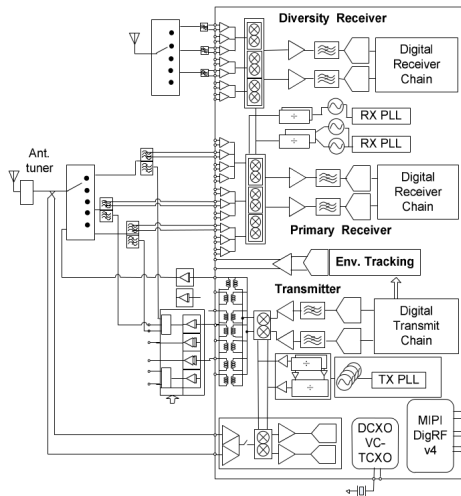 Diversity Receiver
Digital
Receiver
Chain
÷
RX PLL
÷
RX PLL
Ant.
tuner
Digital
Receiver
Chain
Primary Receiver
Env. Tracking
Transmitter
Digital
Transmit
Chain
÷
÷
TX PLL
DCXO
VC-
TCXO
MIPI
DigRF
v4